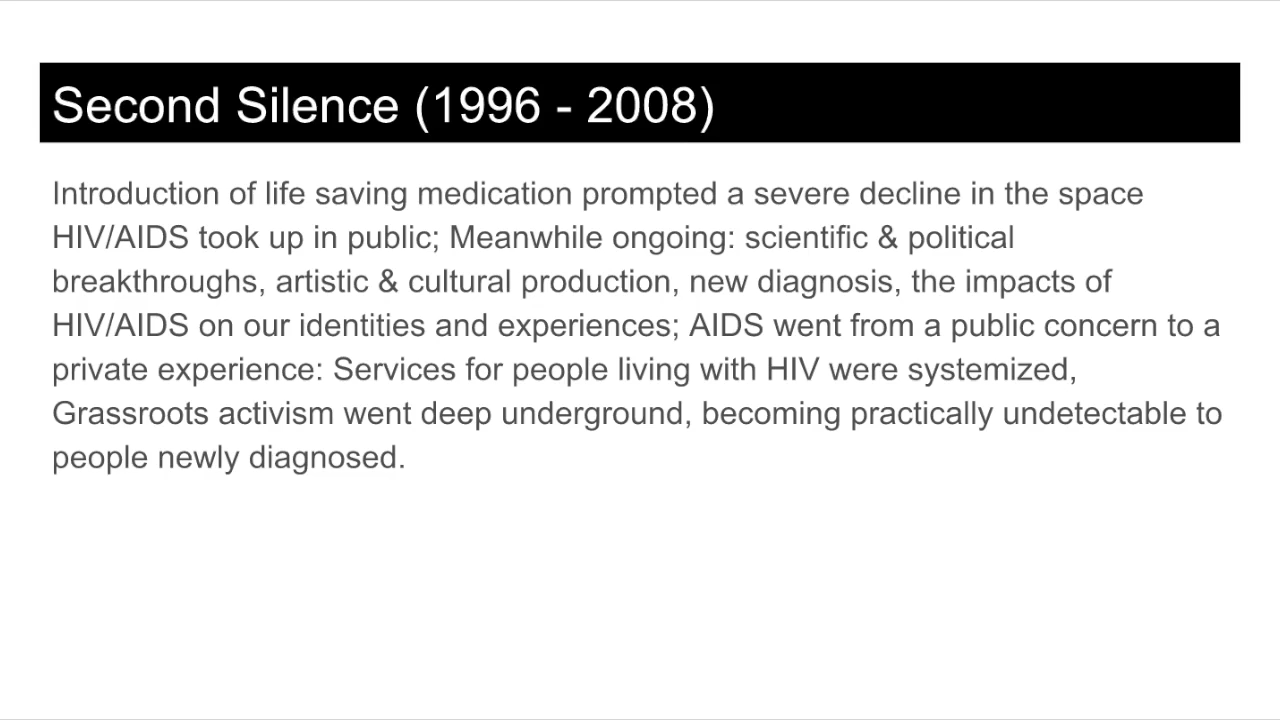 Second Silence (1996 - 2008)
Introduction of life saving medication prompted a severe decline in the space
HIV/AIDS took up in public; Meanwhile ongoing: scientific & political
breakthroughs, artistic & cultural production, new diagnosis, the impacts of
HIV/AIDS on our identities and experiences; AIDS went from a public concern to a
private experience: Services for people living with HIV were systemized,
Grassroots activism went deep underground, becoming practically undetectable to
people newly diagnosed.